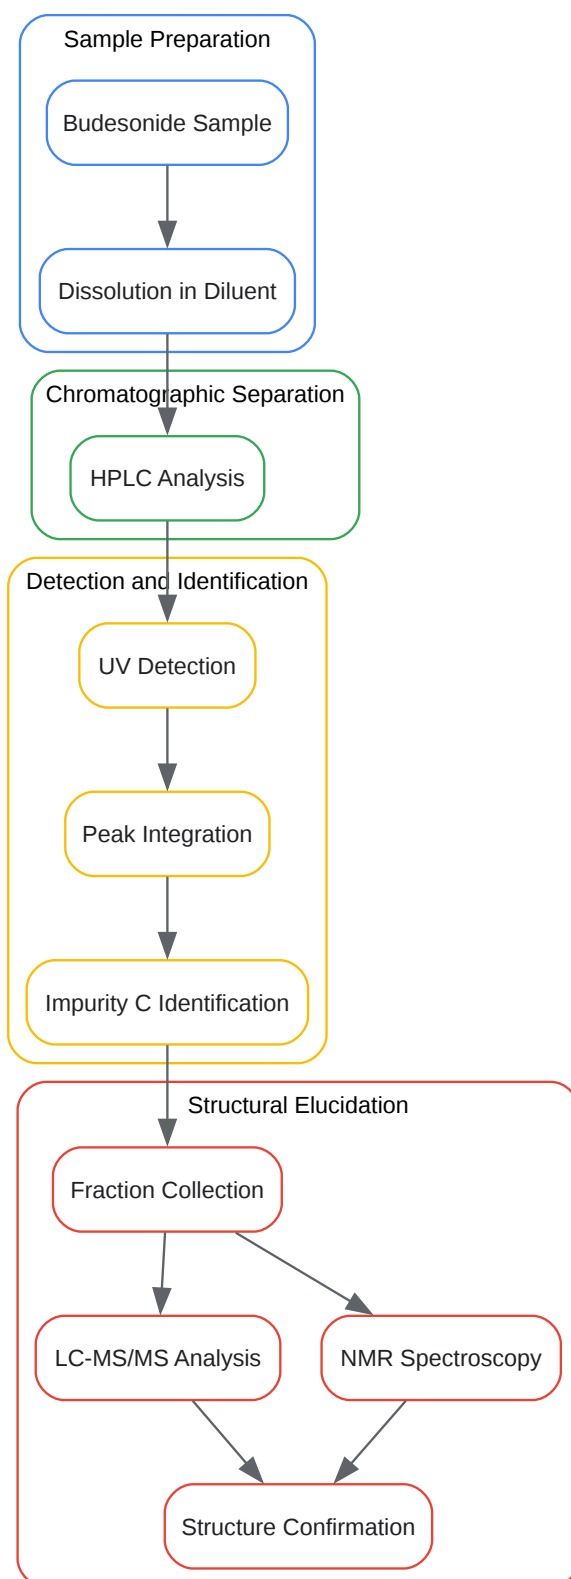 Sample Preparation
Budesonide Sample
Dissolution in Diluent
Chromatographic Separation
HPLC Analysis
Detection and Identification
UV Detection
Peak Integration
Impurity C Identification
Structural Elucidation
Fraction Collection
LC-MS/MS Analysis
NMR Spectroscopy
Structure Confirmation